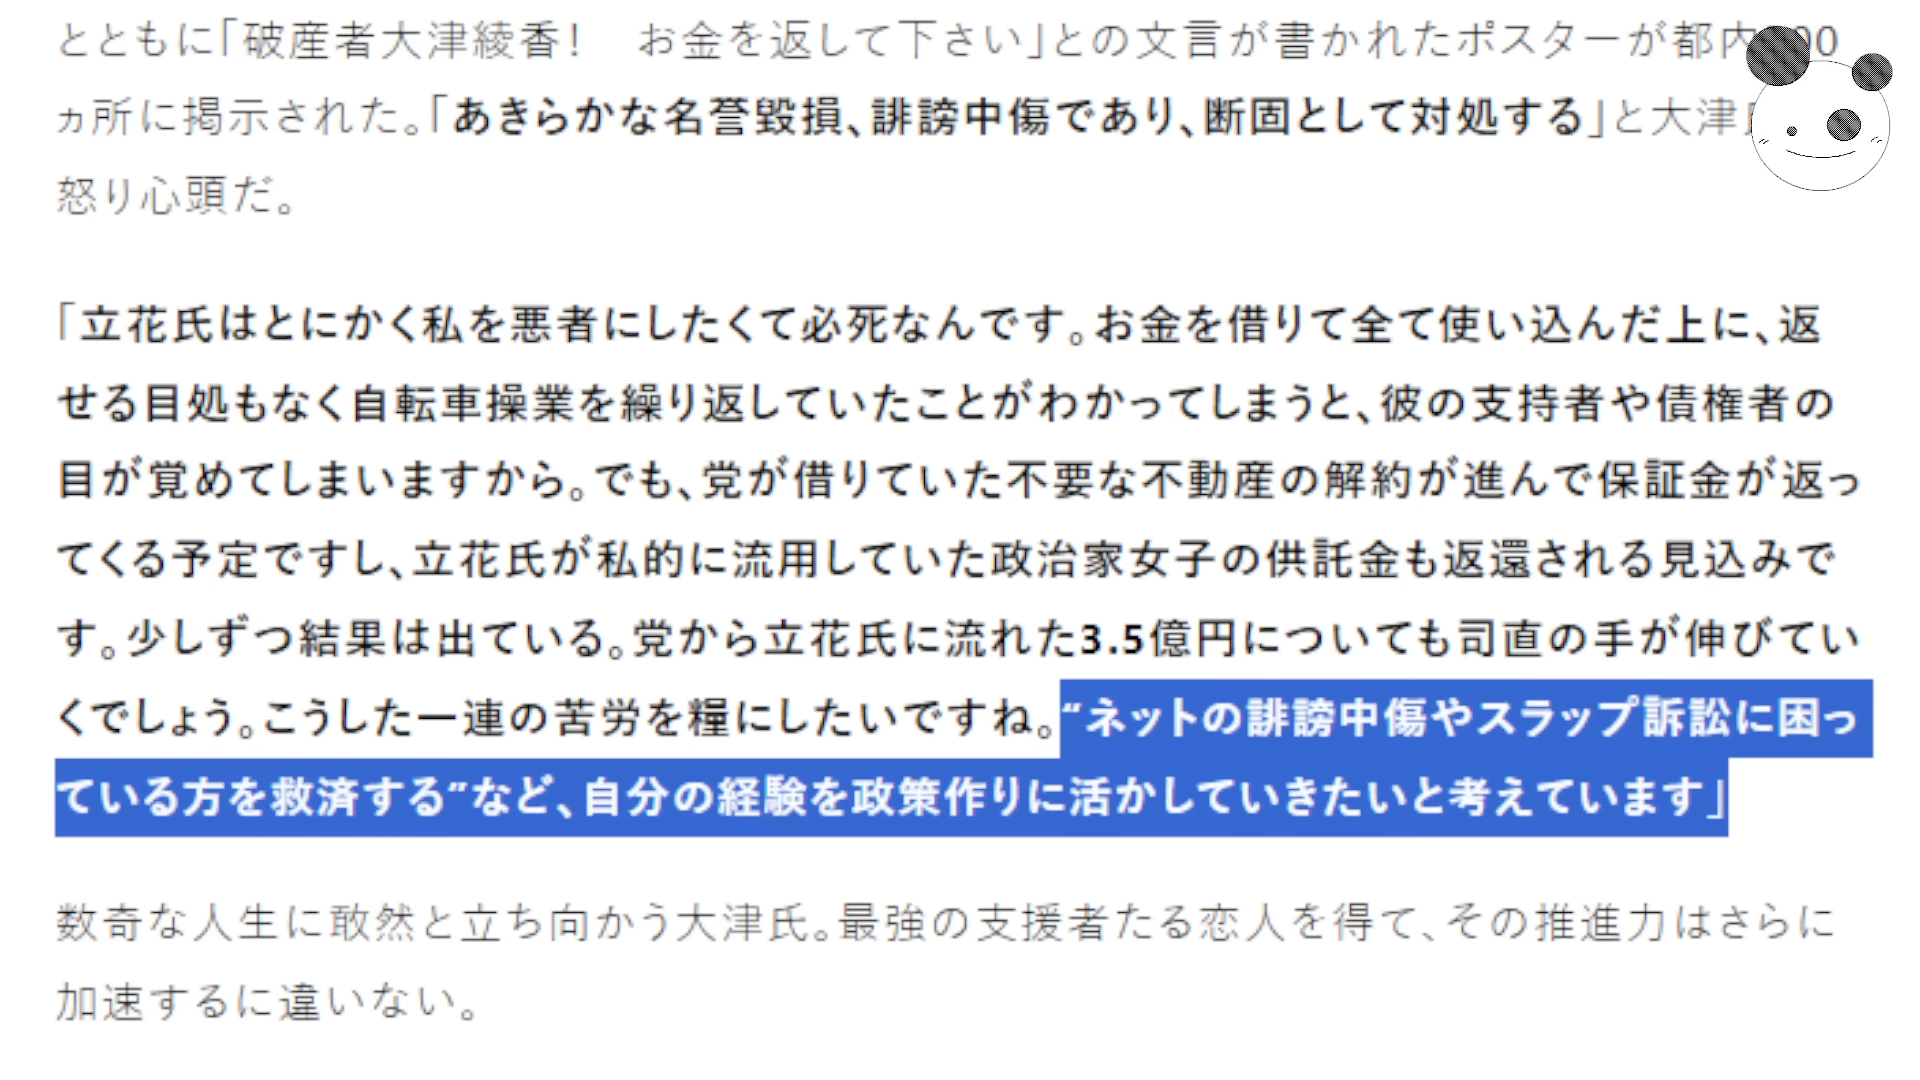 とともに「破産者大津綾香！　お金を返して下さい」との文言が書かれたポスターが都内 00
ヵ所に掲示された。「あきらかな名誉毀損、誹謗中傷であり、断固として対処する」と大津
怒り心頭だ。
「立花氏はとにかく私を悪者にしたくて必死なんです。お金を借りて全て使い込んだ上に、返
せる目処もなく自転車操業を繰り返していたことがわかってしまうと、彼の支持者や債権者の
目が覚めてしまいますから。でも、党が借りていた不要な不動産の解約が進んで保証金が返っ
てくる予定ですし、立花氏が私的に流用していた政治家女子の供託金も返還される見込みで
す。少しずつ結果は出ている。党から立花氏に流れた3.5億円についても司直の手が伸びてい
くでしょう。こうした一連の苦労を糧にしたいですね。“ネットの誹謗中傷やスラップ訴訟に困っ
ている方を救済する”など、自分の経験を政策作りに活かしていきたいと考えています」
数奇な人生に敢然と立ち向かう大津氏。最強の支援者たる恋人を得て、その推進力はさらに
加速するに違いない。